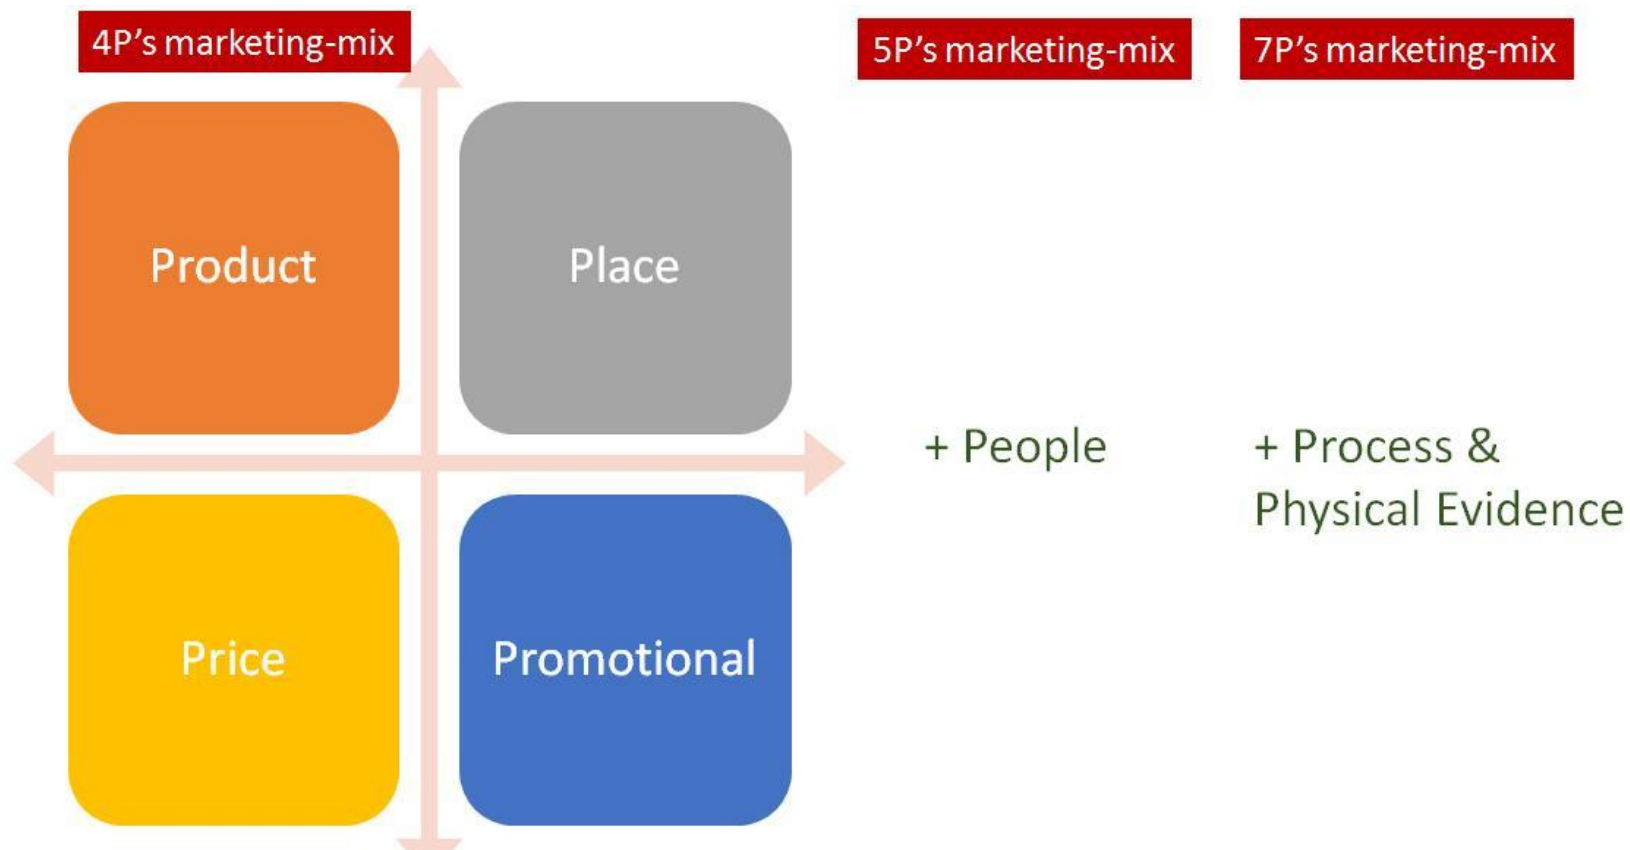 4P's marketing-mix
5P's marketing-mix
7P's marketing-mix
Product
Place
Price
Promotional
+ People
+ Process &
Physical Evidence